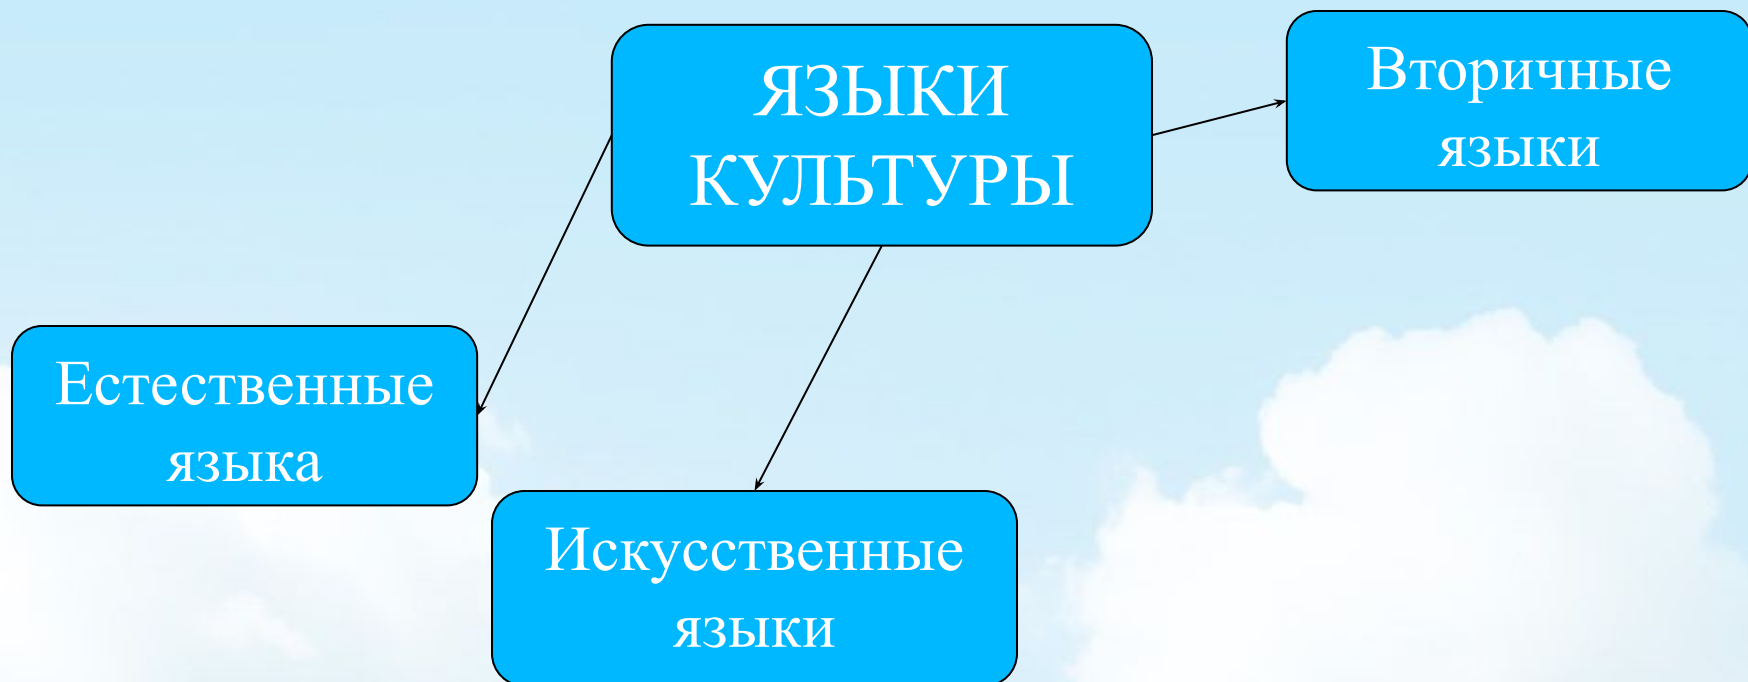 ЯЗЫКИ
КУЛЬТУРЫ
Вторичные
языки
Естественные
языка
Искусственные
языки